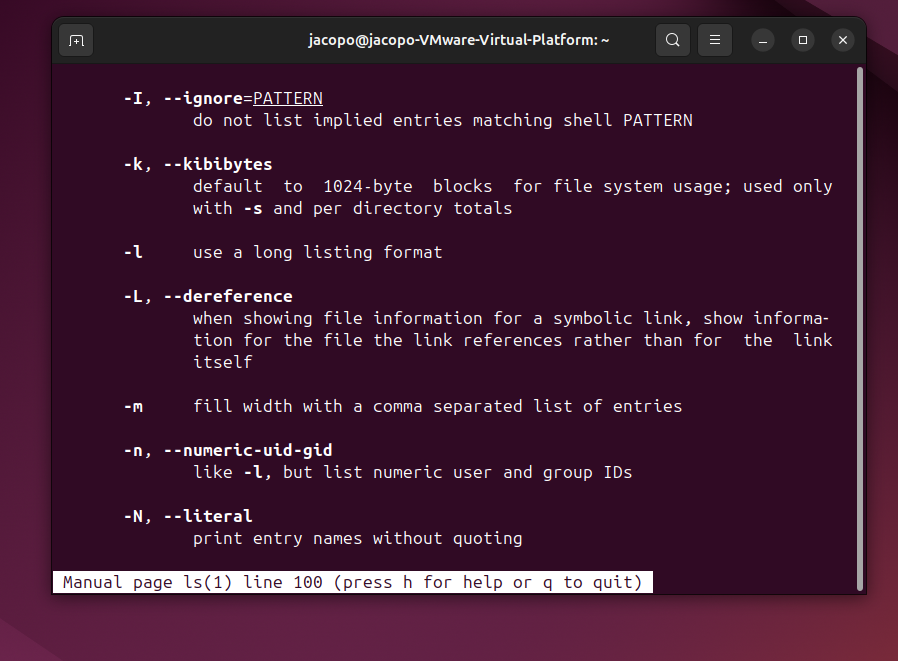 jacopo@jacopo-VMware-Virtual-Platform: ~
-I, --ignore=PATTERN
do not list implied entries matching shell PATTERN
-k, --kibibytes
default  to  1024-byte  blocks  for file system usage; used only
with -s and per directory totals
-l     use a long listing format
-L, --dereference
when showing file information for a symbolic link, show informa-
tion for the file the link references rather than for  the  link
itself
-m     fill width with a comma separated list of entries
-n, --numeric-uid-gid
like -l, but list numeric user and group IDs
-N, --literal
print entry names without quoting
Manual page ls(1) line 100 (press h for help or q to quit)